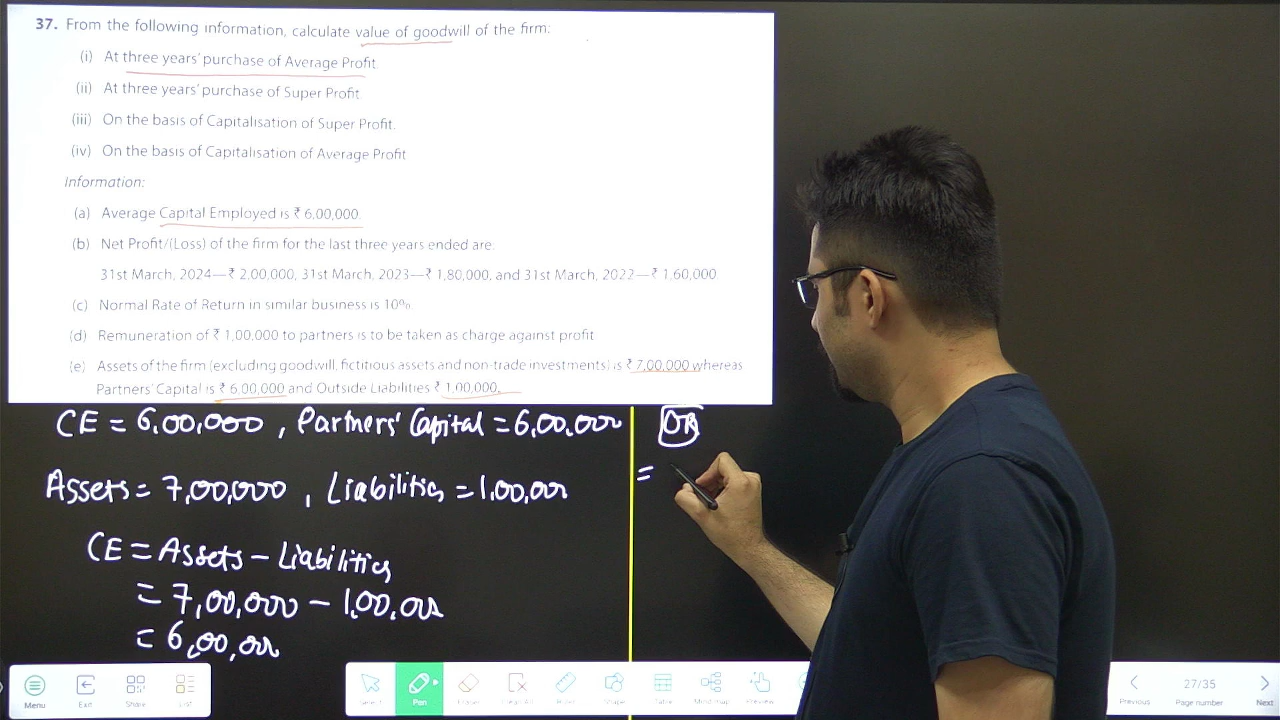 37. From the following information, calculate value of goodwill of the firm:
(i) At three years' purchase of Average Profit.
(ii) At three years' purchase of Super Profit.
(iii) On the basis of Capitalisation of Super Profit.
(iv) On the basis of Capitalisation of Average Profit
Information:
(a) Average Capital Employed is ₹ 6,00,000.
(b) Net Profit/(Loss) of the firm for the last three years ended are:
31st March, 2024—₹ 2,00,000, 31st March, 2023—₹ 1,80,000, and 31st March, 2022—₹ 1,60,000.
(c) Normal Rate of Return in similar business is 10%.
(d) Remuneration of ₹ 1,00,000 to partners is to be taken as charge against profit
(e) Assets of the firm (excluding goodwill, fictitious assets and non-trade investments) is ₹ 7,00,000 whereas
Partners' Capital is ₹ 6,00,000 and Outside Liabilities ₹ 1,00,000.
CE = 6,00,000 , Partners' Capital = 6,00,000
OR
Assets = 7,00,000 , Liabilities = 1,00,000
=
CE = Assets - Liabilities
= 7,00,000 - 1,00,000
= 6,00,000
Menu Exit Share List Select Pen Eraser Clean All Ruler Shape Table Mind map Preview Previous 27/35 Page number Next